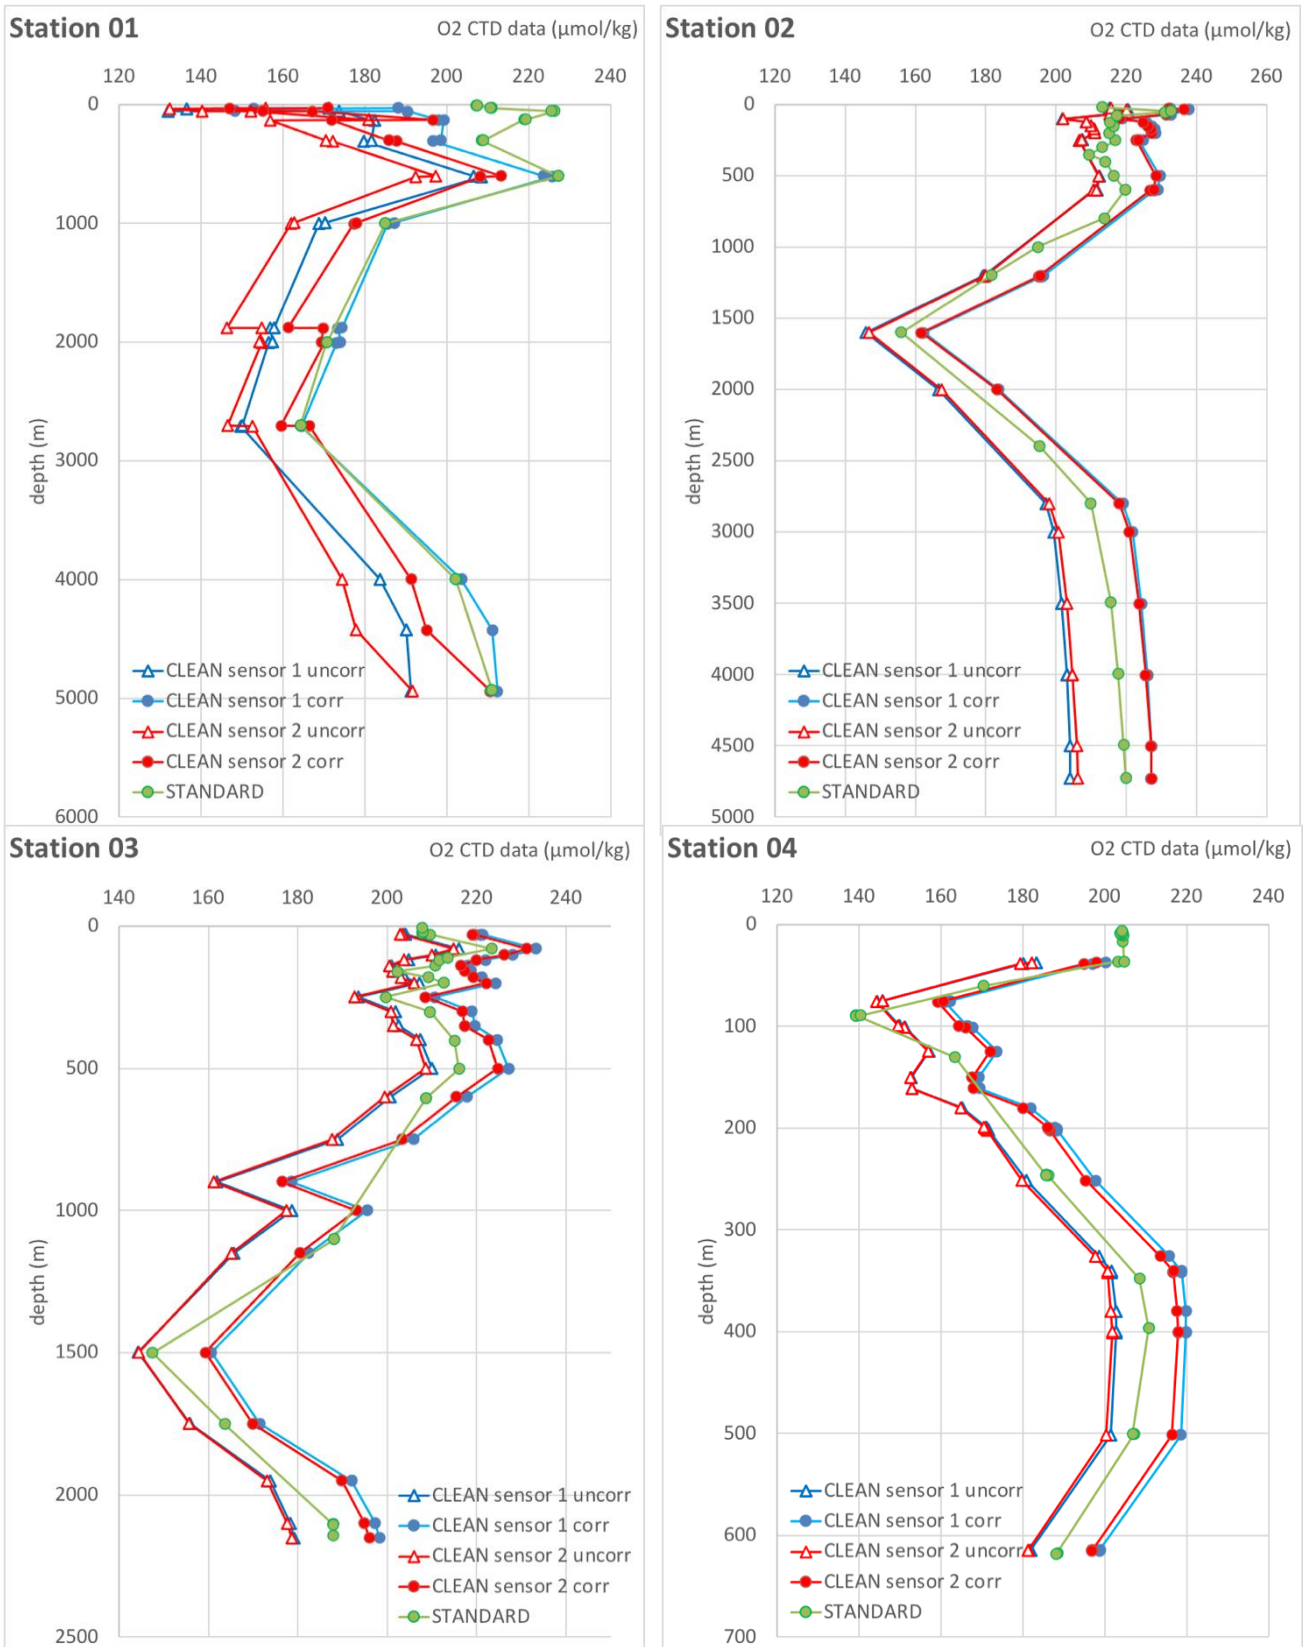 Station 01
O2 CTD data (µmol/kg)
120 140 160 180 200 220 240
0
1000
2000
3000
4000
5000
6000
depth (m)
CLEAN sensor 1 uncorr
CLEAN sensor 1 corr
CLEAN sensor 2 uncorr
CLEAN sensor 2 corr
STANDARD
Station 02
O2 CTD data (µmol/kg)
120 140 160 180 200 220 240 260
0
500
1000
1500
2000
2500
3000
3500
4000
4500
5000
depth (m)
CLEAN sensor 1 uncorr
CLEAN sensor 1 corr
CLEAN sensor 2 uncorr
CLEAN sensor 2 corr
STANDARD
Station 03
O2 CTD data (µmol/kg)
140 160 180 200 220 240
0
500
1000
1500
2000
2500
depth (m)
CLEAN sensor 1 uncorr
CLEAN sensor 1 corr
CLEAN sensor 2 uncorr
CLEAN sensor 2 corr
STANDARD
Station 04
O2 CTD data (µmol/kg)
120 140 160 180 200 220 240
0
100
200
300
400
500
600
700
depth (m)
CLEAN sensor 1 uncorr
CLEAN sensor 1 corr
CLEAN sensor 2 uncorr
CLEAN sensor 2 corr
STANDARD